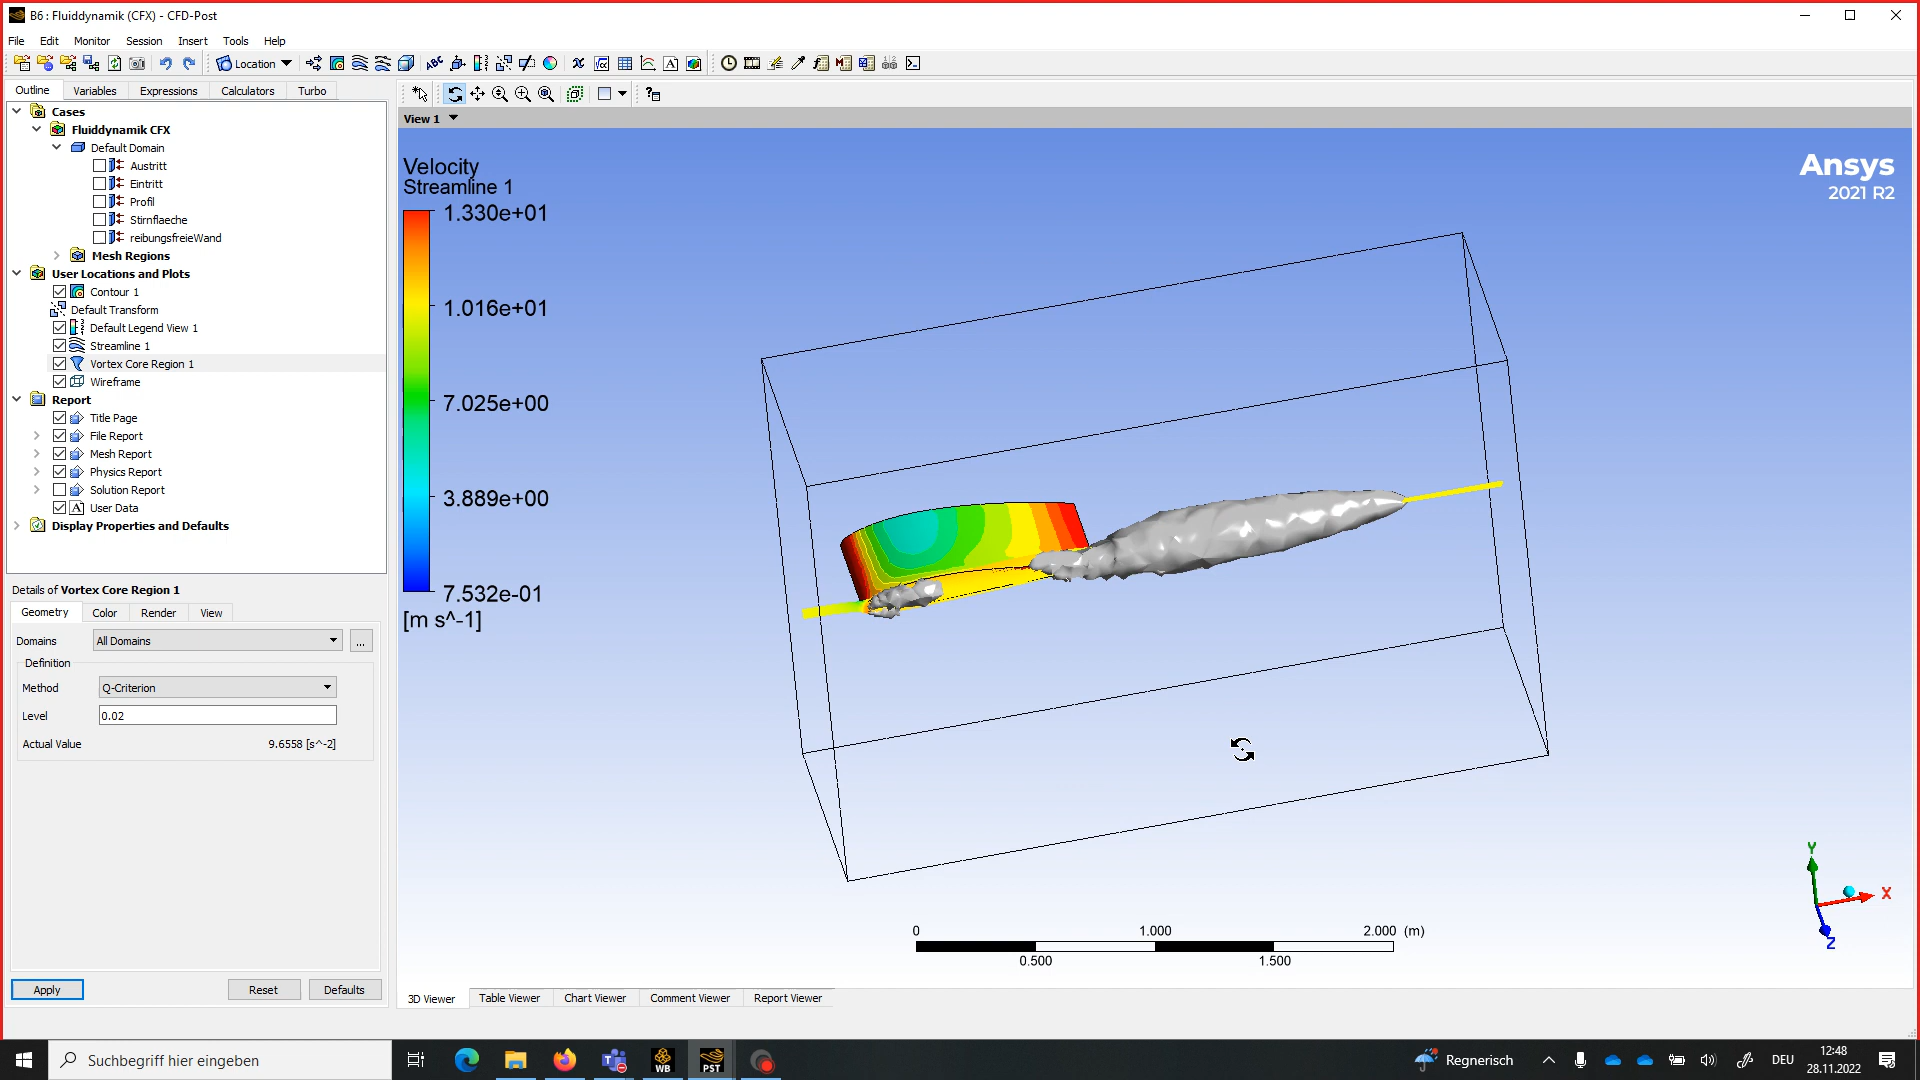 B6 : Fluiddynamik (CFX) - CFD-Post
File Edit Monitor Session Insert Tools Help
Location
Outline Variables Expressions Calculators Turbo
Cases
Fluiddynamik CFX
Default Domain
Austritt
Eintritt
Profil
Stirnflaeche
reibungsfreieWand
Mesh Regions
User Locations and Plots
Contour 1
Default Transform
Default Legend View 1
Streamline 1
Vortex Core Region 1
Wireframe
Report
Title Page
File Report
Mesh Report
Physics Report
Solution Report
User Data
Display Properties and Defaults
Details of Vortex Core Region 1
Geometry Color Render View
Domains All Domains ...
Definition
Method Q-Criterion
Level 0.02
Actual Value 9.6558 [s^-2]
Apply Reset Defaults
View 1
Velocity
Streamline 1
1.330e+01
1.016e+01
7.025e+00
3.889e+00
7.532e-01
[m s^-1]
Ansys
2021 R2
Y
X
Z
0 1.000 2.000 (m)
0.500 1.500
3D Viewer Table Viewer Chart Viewer Comment Viewer Report Viewer
Suchbegriff hier eingeben
WB
PST
Regnerisch
DEU
12:48
28.11.2022